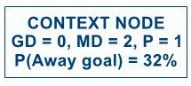 CONTEXT NODE
GD = 0, MD = 2, P = 1
P(Away goal) = 32%